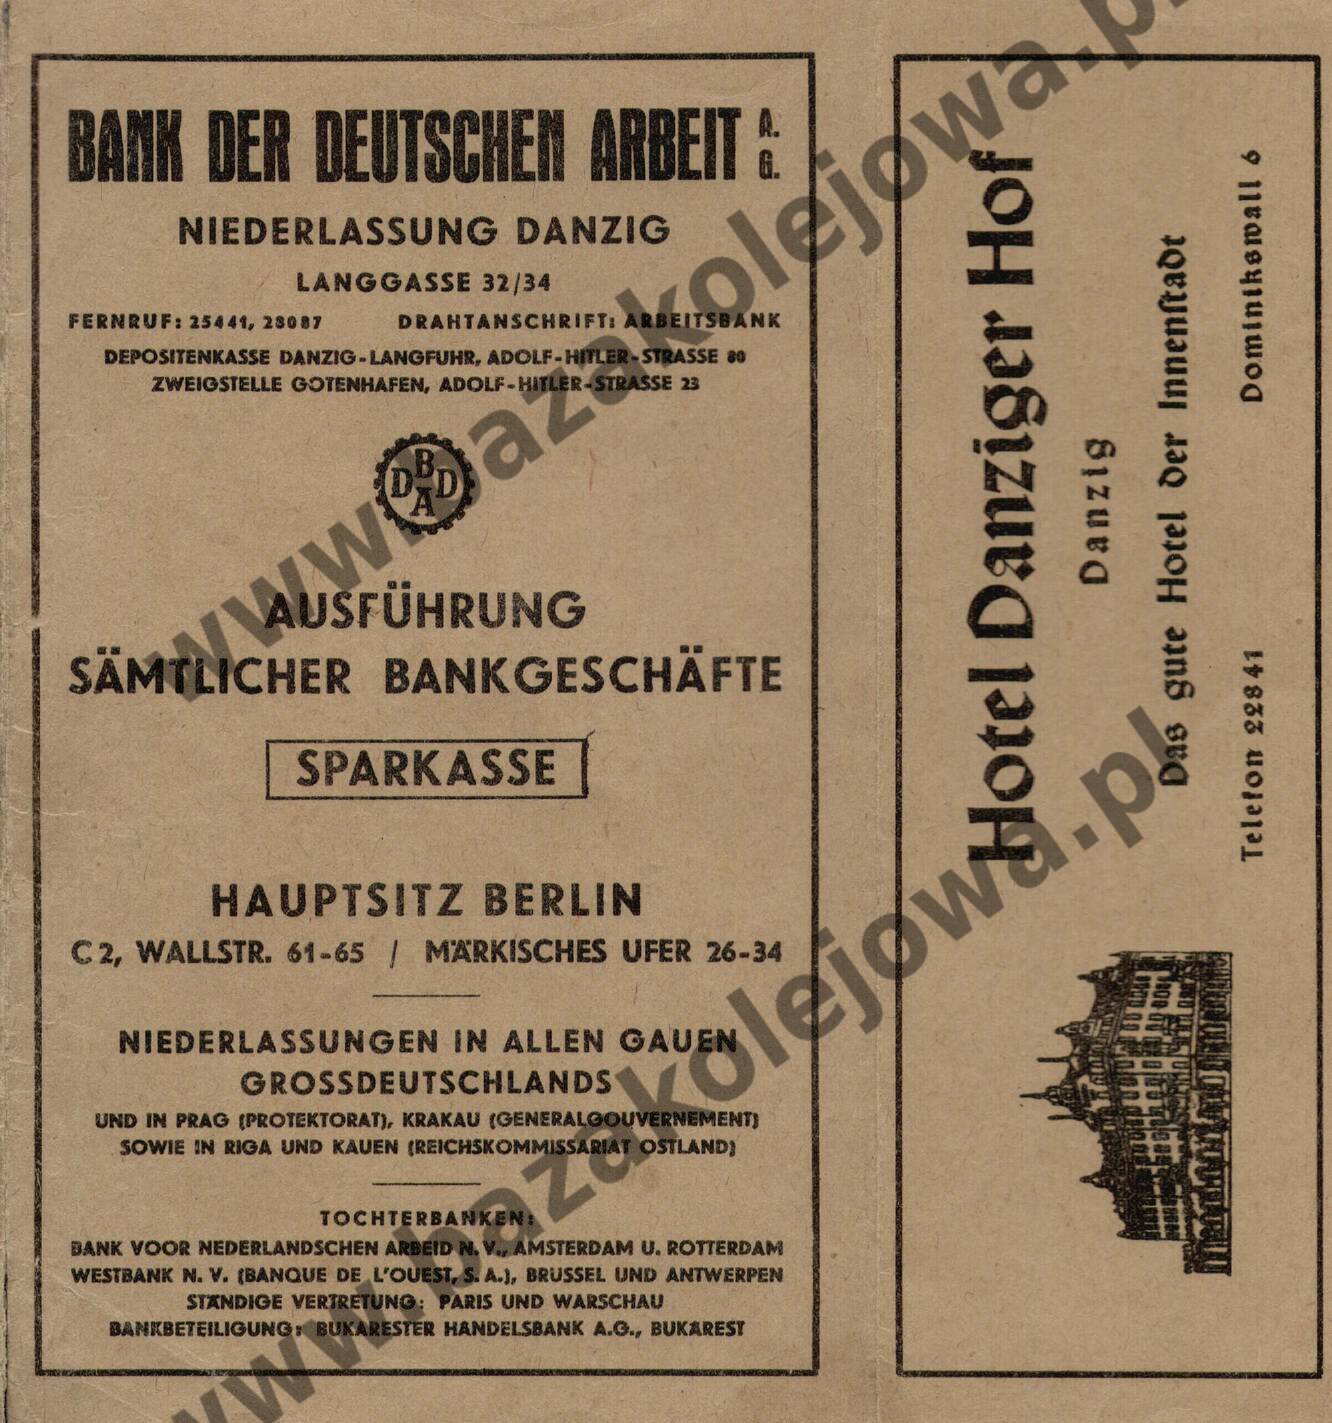 BANK DER DEUTSCHEN ARBEIT A. G.
NIEDERLASSUNG DANZIG
LANGGASSE 32/34
FERNRUF: 25441, 28087 DRAHTANSCHRIFT: ARBEITSBANK
DEPOSITENKASSE DANZIG-LANGFUHR, ADOLF-HITLER-STRASSE 80
ZWEIGSTELLE GOTENHAFEN, ADOLF-HITLER-STRASSE 23
B
D D
A
AUSFÜHRUNG
SÄMTLICHER BANKGESCHÄFTE
SPARKASSE
HAUPTSITZ BERLIN
C 2, WALLSTR. 61-65 / MÄRKISCHES UFER 26-34
NIEDERLASSUNGEN IN ALLEN GAUEN
GROSSDEUTSCHLANDS
UND IN PRAG (PROTEKTORAT), KRAKAU (GENERALGOUVERNEMENT)
SOWIE IN RIGA UND KAUEN (REICHSKOMMISSARIAT OSTLAND)
TOCHTERBANKEN:
BANK VOOR NEDERLANDSCHEN ARBEID N. V., AMSTERDAM U. ROTTERDAM
WESTBANK N. V. (BANQUE DE L'OUEST, S. A.), BRÜSSEL UND ANTWERPEN
STÄNDIGE VERTRETUNG: PARIS UND WARSCHAU
BANKBETEILIGUNG: BUKARESTER HANDELSBANK A.G., BUKAREST
Hotel Danziger Hof
Danzig
Das gute Hotel der Innenstadt
Telefon 22841 Dominikswall 6
www.bazakolejowa.pl
www.bazakolejowa.pl